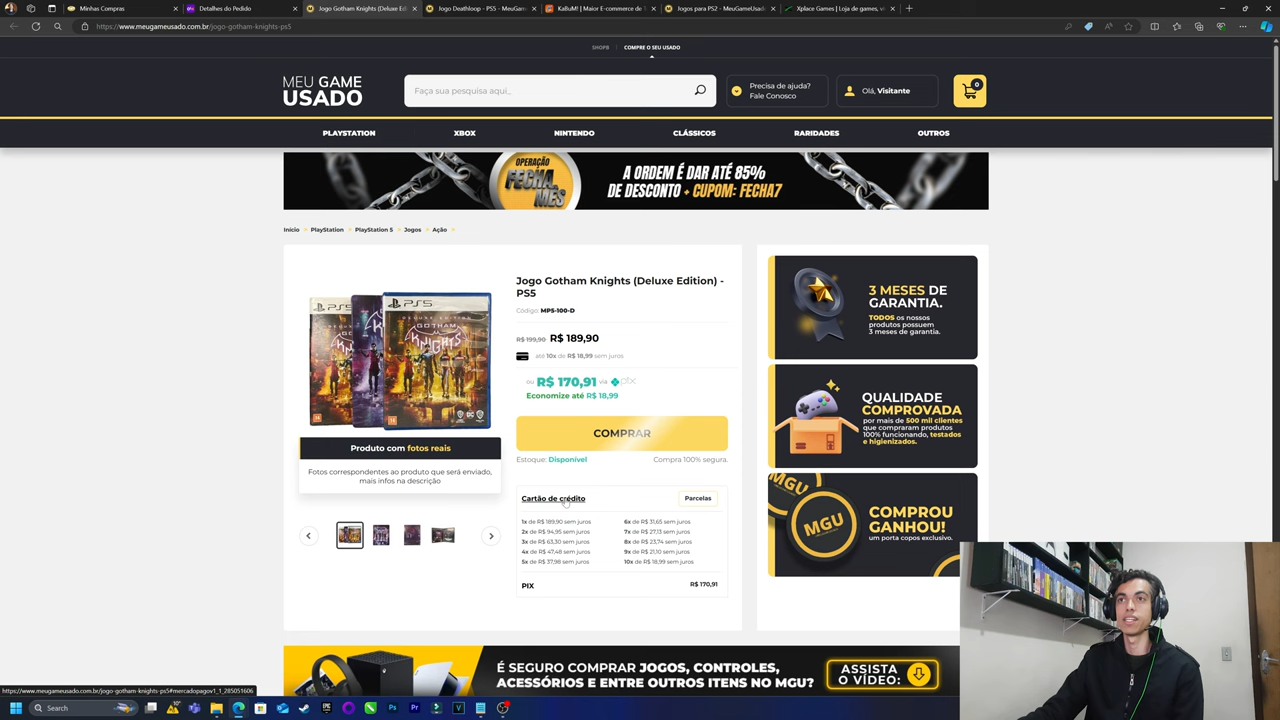 Minhas Compras
Detalhes do Pedido
Jogo Gotham Knights (Deluxe Edi
Jogo Deathloop - PS5 - MeuGam
KaBuM! | Maior E-commerce de
Jogos para PS2 - MeuGameUsad
Xplace Games | Loja de games, v
https://www.meugameusado.com.br/jogo-gotham-knights-ps5
SHOPB
COMPRE O SEU USADO
MEU GAME
USADO
Faça sua pesquisa aqui...
Precisa de ajuda?
Fale Conosco
Olá, Visitante
0
PLAYSTATION
XBOX
NINTENDO
CLÁSSICOS
RARIDADES
OUTROS
OPERAÇÃO
FECHA
MÊS
A ORDEM É DAR ATÉ 85%
DE DESCONTO + CUPOM: FECHA7
Início
PlayStation
PlayStation 5
Jogos
Ação
PS5
DELUXE EDITION
GOTHAM
KNIGHTS
Produto com fotos reais
Fotos correspondentes ao produto que será enviado,
mais infos na descrição
Jogo Gotham Knights (Deluxe Edition) -
PS5
Código: MP5-100-D
R$ 199,90 R$ 189,90
até 10x de R$ 18,99 sem juros
ou R$ 170,91 via pix
Economize até R$ 18,99
COMPRAR
Estoque: Disponível
Compra 100% segura.
Cartão de crédito
Parcelas
1x de R$ 189,90 sem juros
2x de R$ 94,95 sem juros
3x de R$ 63,30 sem juros
4x de R$ 47,48 sem juros
5x de R$ 37,98 sem juros
6x de R$ 31,65 sem juros
7x de R$ 27,13 sem juros
8x de R$ 23,74 sem juros
9x de R$ 21,10 sem juros
10x de R$ 18,99 sem juros
PIX
R$ 170,91
3 MESES DE
GARANTIA.
TODOS os nossos
produtos possuem
3 meses de garantia.
QUALIDADE
COMPROVADA
por mais de 500 mil clientes
que compraram produtos
100% funcionando, testados
e higienizados.
MGU
COMPROU
GANHOU!
um porta copos exclusivo.
É SEGURO COMPRAR JOGOS, CONTROLES,
ACESSÓRIOS E ENTRE OUTROS ITENS NO MGU?
ASSISTA
O VÍDEO:
https://www.meugameusado.com.br/jogo-gotham-knights-ps5#mercadopagov1_1_285051606
Search